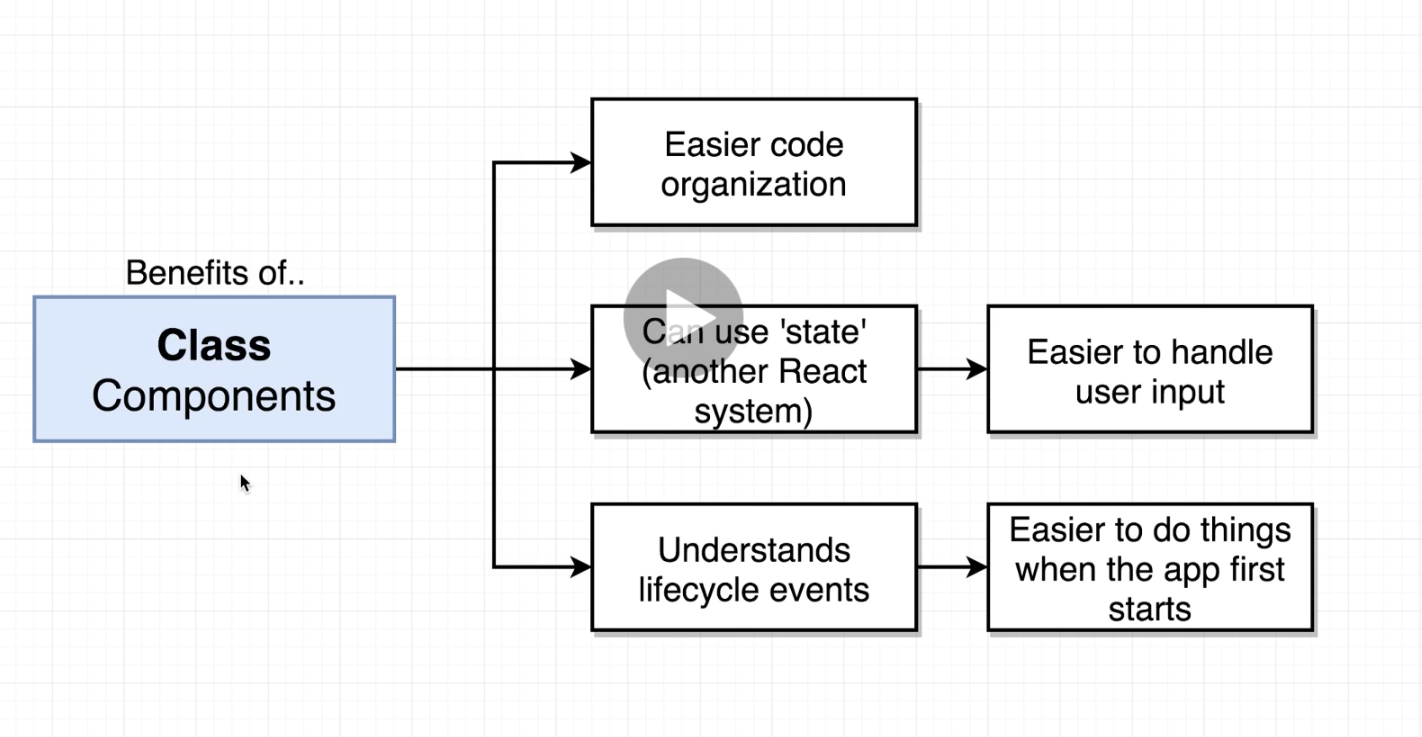 Benefits of..
Class
Components
Easier code
organization
Can use 'state'
(another React
system)
Easier to handle
user input
Understands
lifecycle events
Easier to do things
when the app first
starts